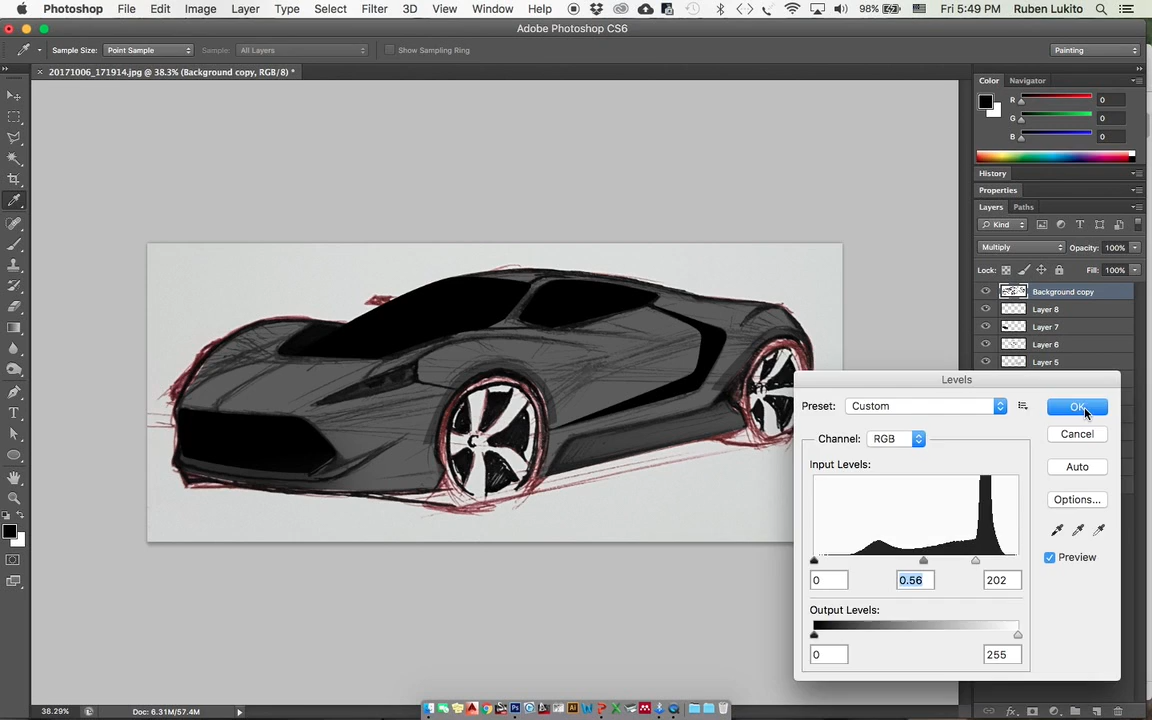 Photoshop File Edit Image Layer Type Select Filter 3D View Window Help 98% Fri 5:49 PM Ruben Lukito
Adobe Photoshop CS6
Sample Size: Point Sample Sample: All Layers Show Sampling Ring Painting
20171006_171914.jpg @ 38.3% (Background copy, RGB/8) *
Color Navigator
R 0
G 0
B 0
History
Properties
Layers Paths
Kind
Multiply Opacity: 100%
Lock: Fill: 100%
Background copy
Layer 8
Layer 7
Layer 6
Layer 5
Levels
Preset: Custom OK
Channel: RGB Cancel
Input Levels: Auto
Options...
Preview
0 0.56 202
Output Levels:
0 255
38.29% Doc: 6.31M/57.4M